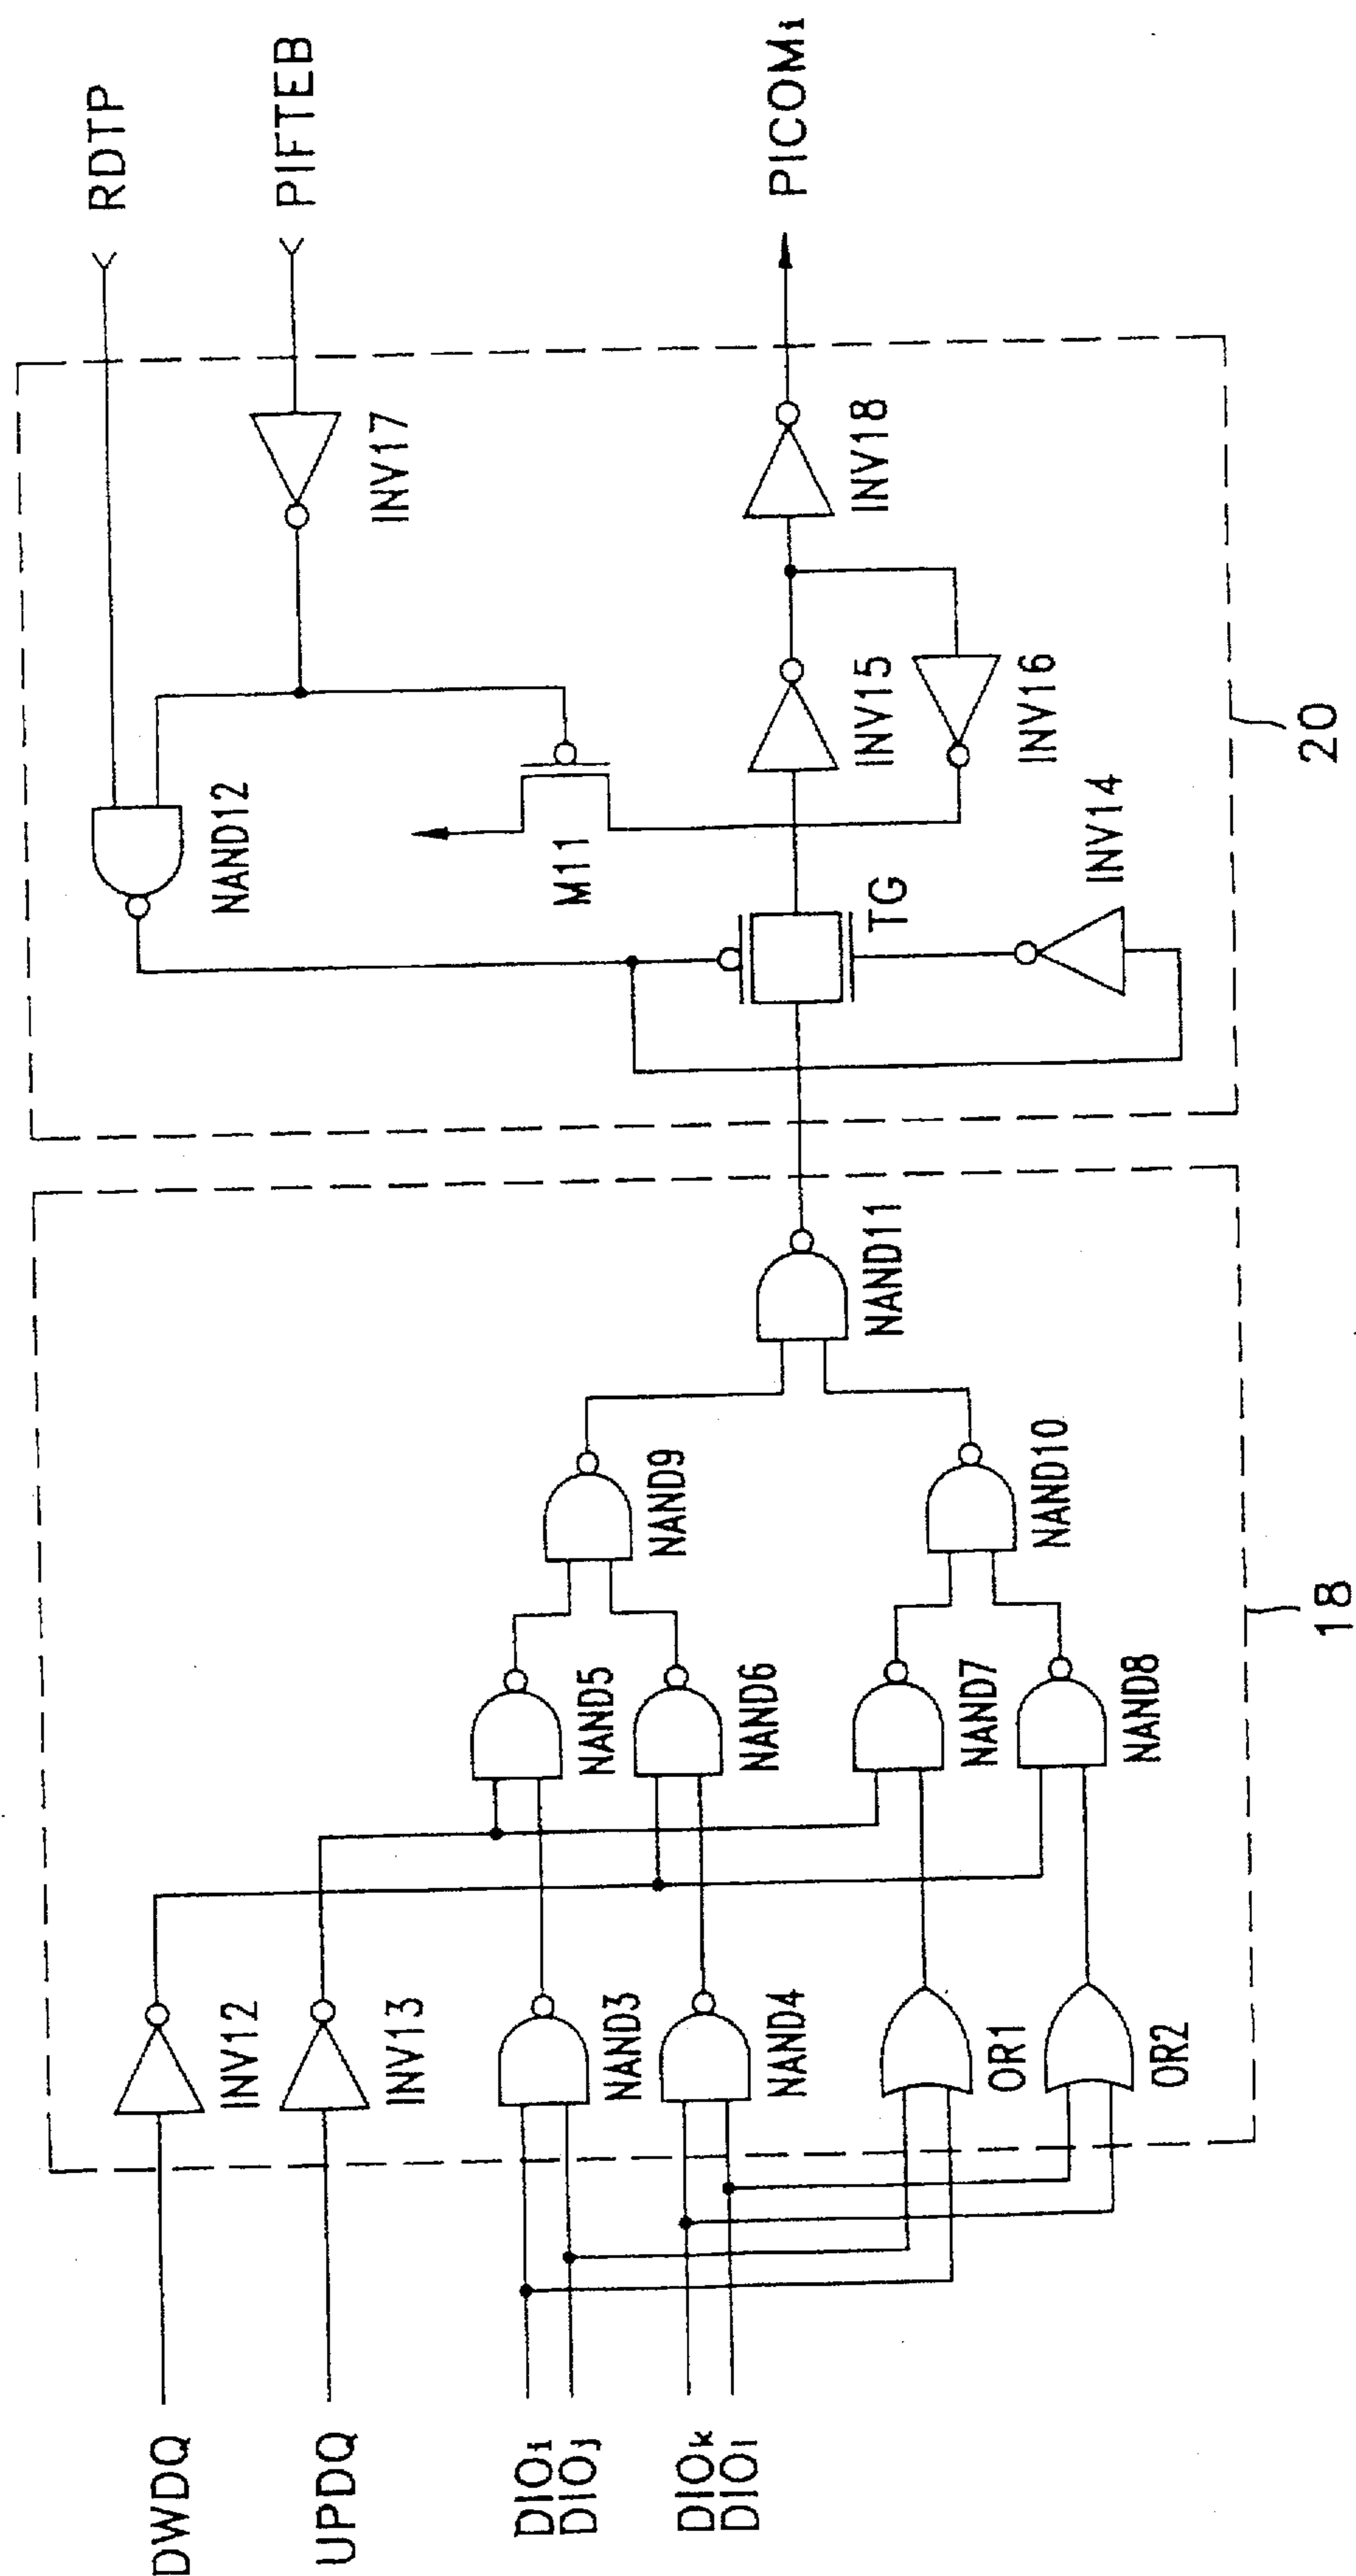 RDTP
PIFTEB
PICOMi
INV17
NAND12
M11
INV18
INV15
INV16
TG
INV14
20
NAND11
NAND9
NAND10
NAND5
NAND6
NAND7
NAND8
18
INV12
INV13
NAND3
NAND4
OR1
OR2
DWDQ
UPDQ
DIOi
DIOj
DIOk
DIOl